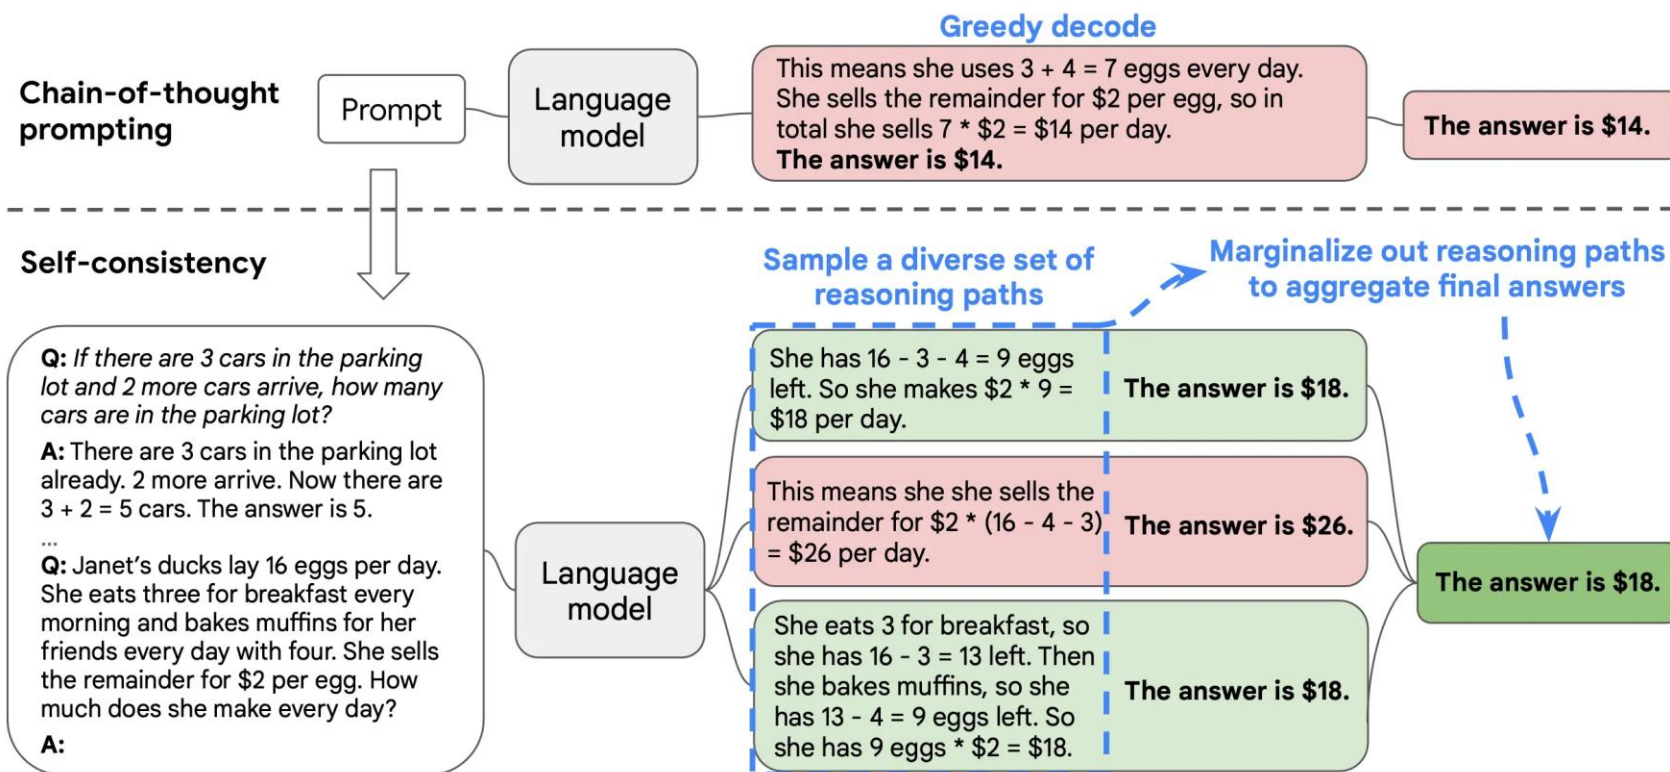 Greedy decode
Chain-of-thought
prompting
Prompt
Language
model
This means she uses 3 + 4 = 7 eggs every day.
She sells the remainder for $2 per egg, so in
total she sells 7 * $2 = $14 per day.
The answer is $14.
The answer is $14.
Self-consistency
Sample a diverse set of
reasoning paths
Marginalize out reasoning paths
to aggregate final answers
Q: If there are 3 cars in the parking
lot and 2 more cars arrive, how many
cars are in the parking lot?
A: There are 3 cars in the parking lot
already. 2 more arrive. Now there are
3 + 2 = 5 cars. The answer is 5.
...
Q: Janet's ducks lay 16 eggs per day.
She eats three for breakfast every
morning and bakes muffins for her
friends every day with four. She sells
the remainder for $2 per egg. How
much does she make every day?
A:
Language
model
She has 16 - 3 - 4 = 9 eggs
left. So she makes $2 * 9 =
$18 per day.
The answer is $18.
This means she she sells the
remainder for $2 * (16 - 4 - 3)
= $26 per day.
The answer is $26.
She eats 3 for breakfast, so
she has 16 - 3 = 13 left. Then
she bakes muffins, so she
has 13 - 4 = 9 eggs left. So
she has 9 eggs * $2 = $18.
The answer is $18.
The answer is $18.